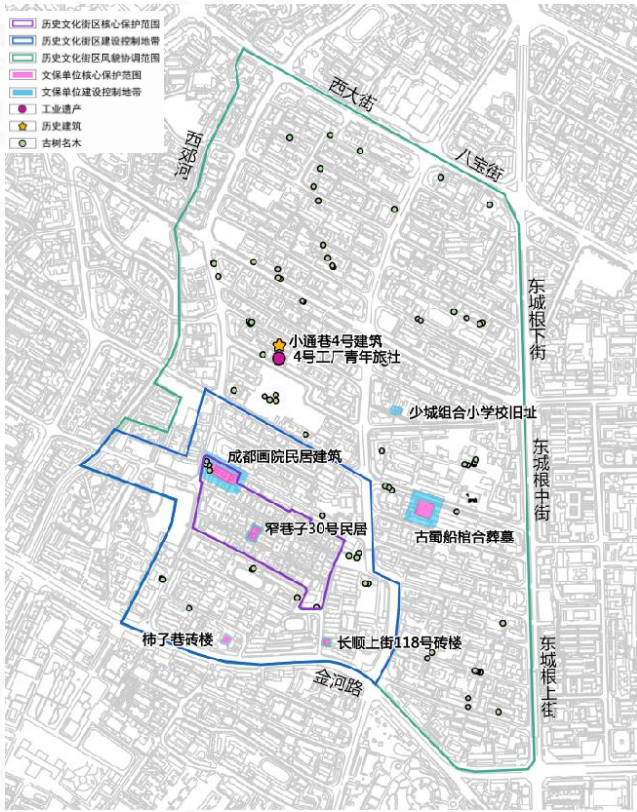 历史文化街区核心保护范围
历史文化街区建设控制地带
历史文化街区风貌协调范围
文保单位核心保护范围
文保单位建设控制地带
工业遗产
历史建筑
古树名木
西大街
八宝街
西郊河
东城根下街
小通巷4号建筑
4号工厂青年旅社
少城组合小学校旧址
成都画院民居建筑
东城根中街
窄巷子30号民居
古蜀船棺合葬墓
柿子巷砖楼
长顺上街118号砖楼
金河路
东城根上街